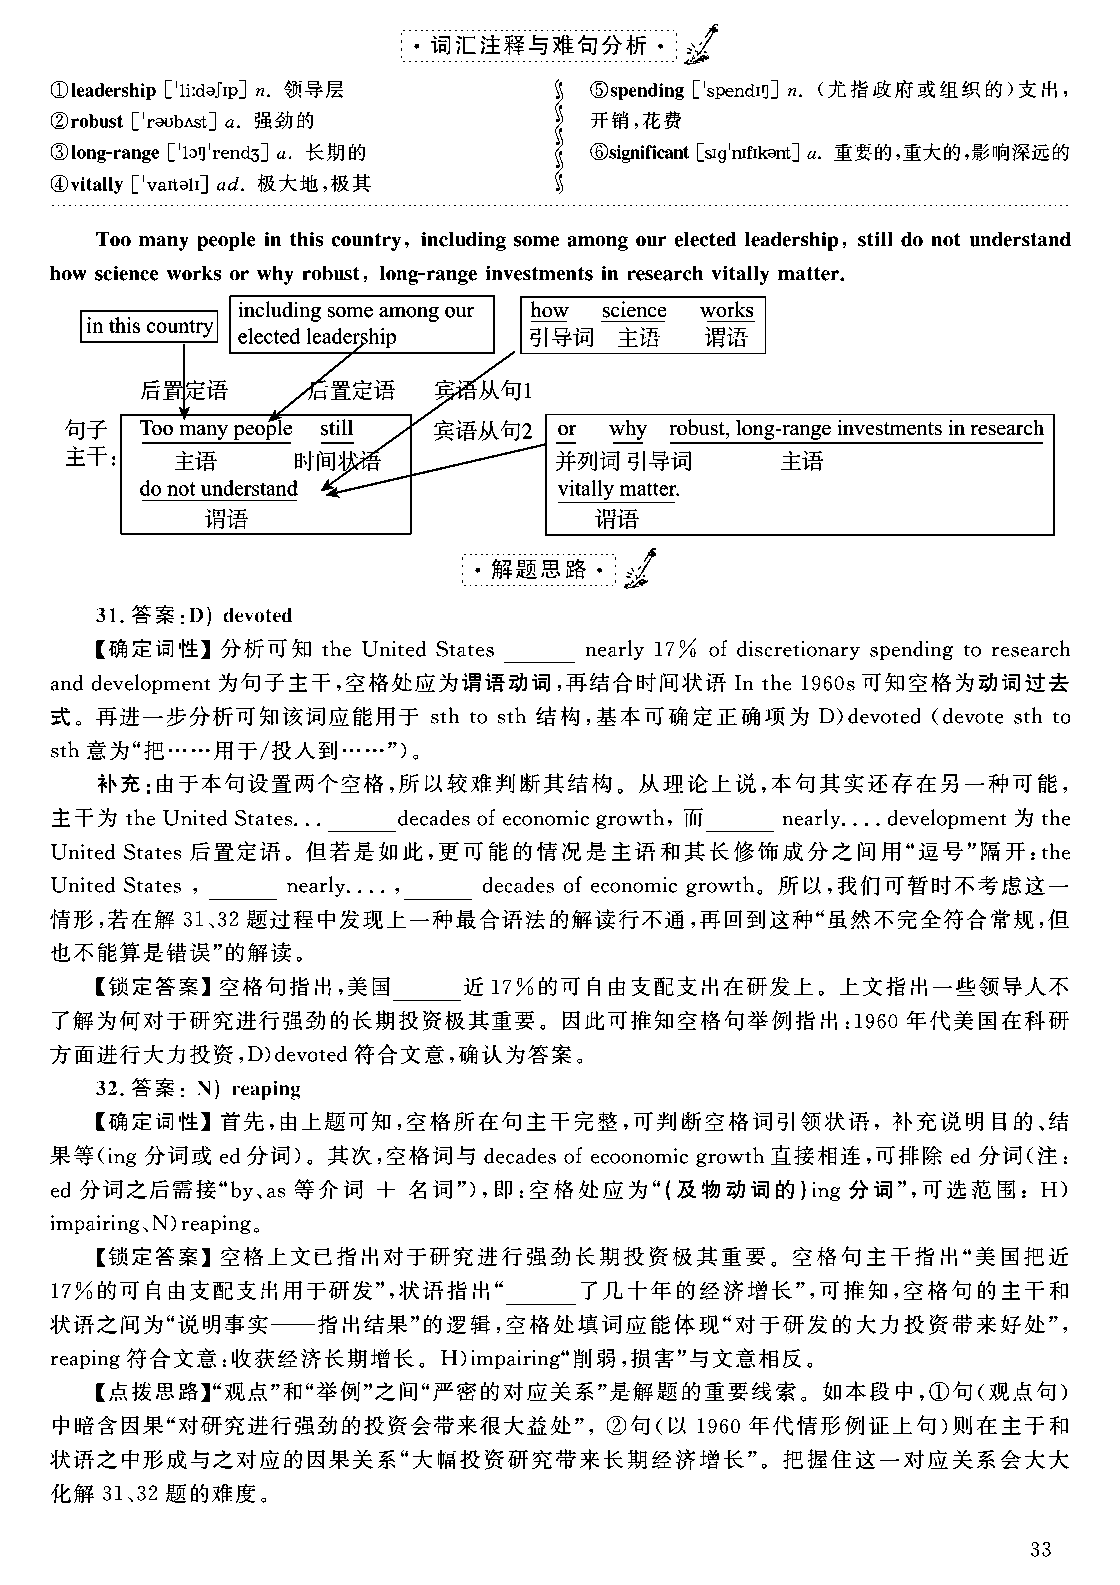 ·词汇注释与难句分析·
①leadership [ˈliːdəʃɪp] n. 领导层
②robust [ˈrəʊbʌst] a. 强劲的
③long-range [ˈlɔŋˈrendʒ] a. 长期的
④vitally [ˈvaɪtəlɪ] ad. 极大地,极其
⑤spending [ˈspendɪŋ] n. (尤指政府或组织的)支出,
开销,花费
⑥significant [sɪgˈnɪfɪkənt] a. 重要的,重大的,影响深远的
Too many people in this country, including some among our elected leadership, still do not understand
how science works or why robust, long-range investments in research vitally matter.
in this country
including some among our
elected leadership
how science works
引导词 主语 谓语
后置定语 后置定语 宾语从句1
句子
主干:
Too many people still
主语 时间状语
do not understand
谓语
宾语从句2
or why robust, long-range investments in research
并列词 引导词 主语
vitally matter.
谓语
·解题思路·
31. 答案:D) devoted
【确定词性】分析可知 the United States ______ nearly 17% of discretionary spending to research
and development 为句子主干,空格处应为谓语动词,再结合时间状语 In the 1960s 可知空格为动词过去
式。再进一步分析可知该词应能用于 sth to sth 结构,基本可确定正确项为 D)devoted (devote sth to
sth 意为“把……用于/投入到……”)。
补充:由于本句设置两个空格,所以较难判断其结构。从理论上说,本句其实还存在另一种可能,
主干为 the United States... ______decades of economic growth, 而______ nearly.... development 为 the
United States 后置定语。但若是如此,更可能的情况是主语和其长修饰成分之间用“逗号”隔开:the
United States , ______ nearly...., ______ decades of economic growth。所以,我们可暂时不考虑这一
情形,若在解 31、32 题过程中发现上一种最合语法的解读行不通,再回到这种“虽然不完全符合常规,但
也不能算是错误”的解读。
【锁定答案】空格句指出,美国______近 17%的可自由支配支出在研发上。上文指出一些领导人不
了解为何对于研究进行强劲的长期投资极其重要。因此可推知空格句举例指出:1960 年代美国在科研
方面进行大力投资,D)devoted 符合文意,确认为答案。
32. 答案: N) reaping
【确定词性】首先,由上题可知,空格所在句主干完整,可判断空格词引领状语, 补充说明目的、结
果等(ing 分词或 ed 分词)。其次,空格词与 decades of ecoonomic growth 直接相连,可排除 ed 分词(注:
ed 分词之后需接“by、as 等介词 + 名词”),即:空格处应为“(及物动词的)ing 分词”,可选范围: H)
impairing、N)reaping。
【锁定答案】空格上文已指出对于研究进行强劲长期投资极其重要。空格句主干指出“美国把近
17%的可自由支配支出用于研发”,状语指出“______了几十年的经济增长”,可推知,空格句的主干和
状语之间为“说明事实——指出结果”的逻辑,空格处填词应能体现“对于研发的大力投资带来好处”,
reaping 符合文意:收获经济长期增长。H)impairing“削弱,损害”与文意相反。
【点拨思路】“观点”和“举例”之间“严密的对应关系”是解题的重要线索。如本段中,①句(观点句)
中暗含因果“对研究进行强劲的投资会带来很大益处”, ②句(以 1960 年代情形例证上句)则在主干和
状语之中形成与之对应的因果关系“大幅投资研究带来长期经济增长”。把握住这一对应关系会大大
化解 31、32 题的难度。
33